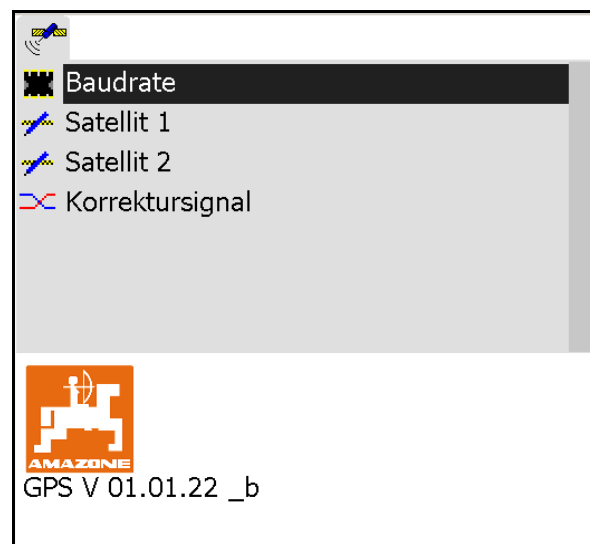 Baudrate
Satellit 1
Satellit 2
Korrektursignal
AMAZONE
GPS V 01.01.22 _b